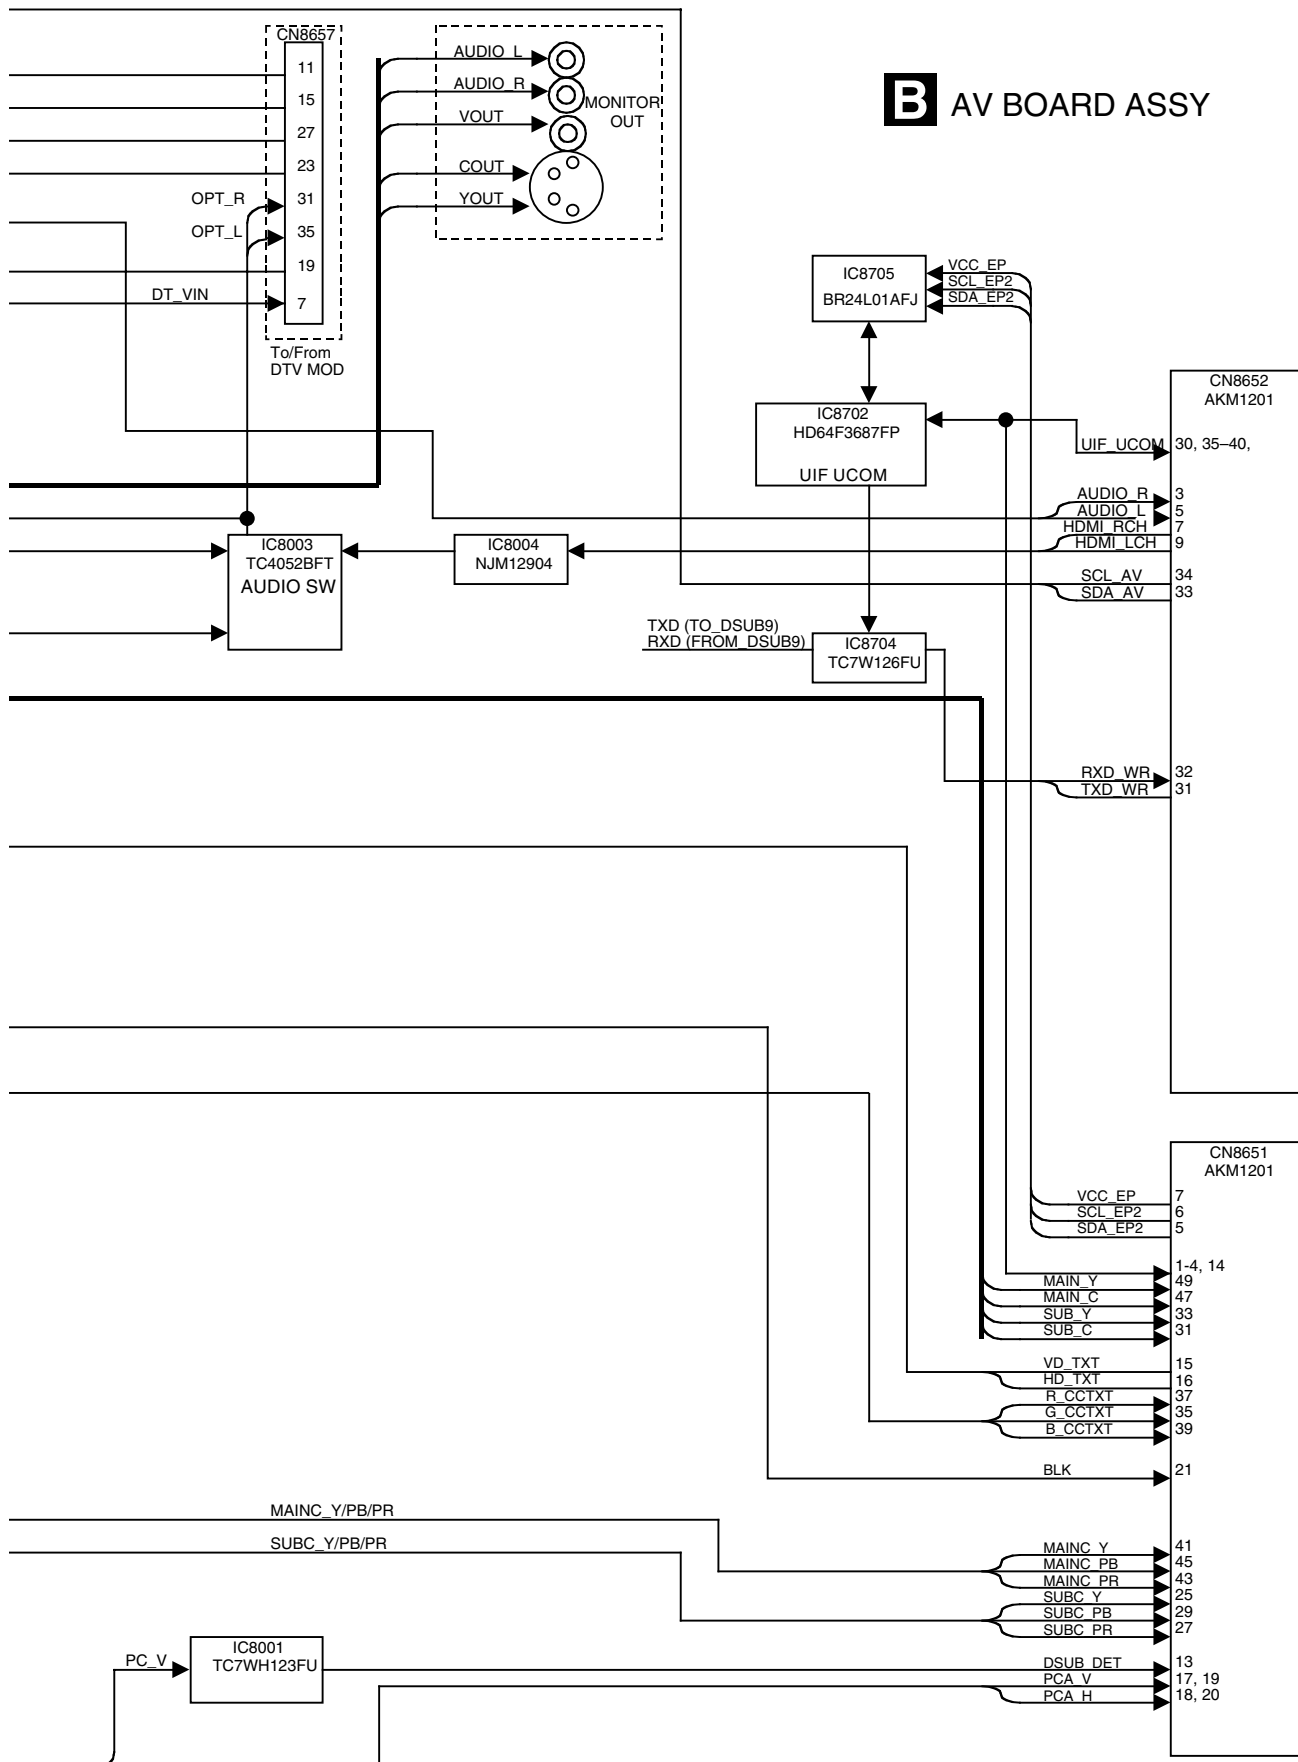 B AV BOARD ASSY
CN8657
11
15
27
23
OPT_R 31
OPT_L 35
19
DT_VIN 7
To/From
DTV MOD
AUDIO_L
AUDIO_R
MONITOR
OUT
VOUT
COUT
YOUT
IC8705
BR24L01AFJ
VCC_EP
SCL_EP2
SDA_EP2
IC8702
HD64F3687FP
UIF UCOM
CN8652
AKM1201
UIF_UCOM 30, 35–40,
AUDIO_R 3
AUDIO_L 5
HDMI_RCH 7
HDMI_LCH 9
SCL_AV 34
SDA_AV 33
IC8003
TC4052BFT
AUDIO SW
IC8004
NJM12904
TXD (TO_DSUB9)
RXD (FROM_DSUB9)
IC8704
TC7W126FU
RXD_WR 32
TXD_WR 31
CN8651
AKM1201
VCC_EP 7
SCL_EP2 6
SDA_EP2 5
1-4, 14
MAIN_Y 49
MAIN_C 47
SUB_Y 33
SUB_C 31
VD_TXT 15
HD_TXT 16
R_CCTXT 37
G_CCTXT 35
B_CCTXT 39
BLK 21
MAINC_Y/PB/PR
SUBC_Y/PB/PR
MAINC_Y 41
MAINC_PB 45
MAINC_PR 43
SUBC_Y 25
SUBC_PB 29
SUBC_PR 27
PC_V
IC8001
TC7WH123FU
DSUB_DET 13
PCA_V 17, 19
PCA_H 18, 20